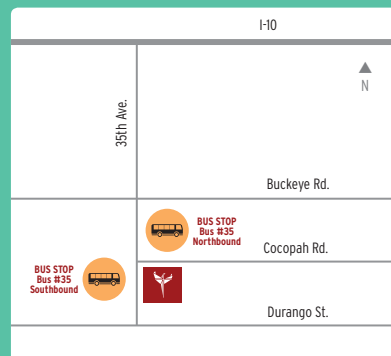 I-10
N
35th Ave.
Buckeye Rd.
BUS STOP
Bus #35
Northbound
Cocopah Rd.
BUS STOP
Bus #35
Southbound
Durango St.